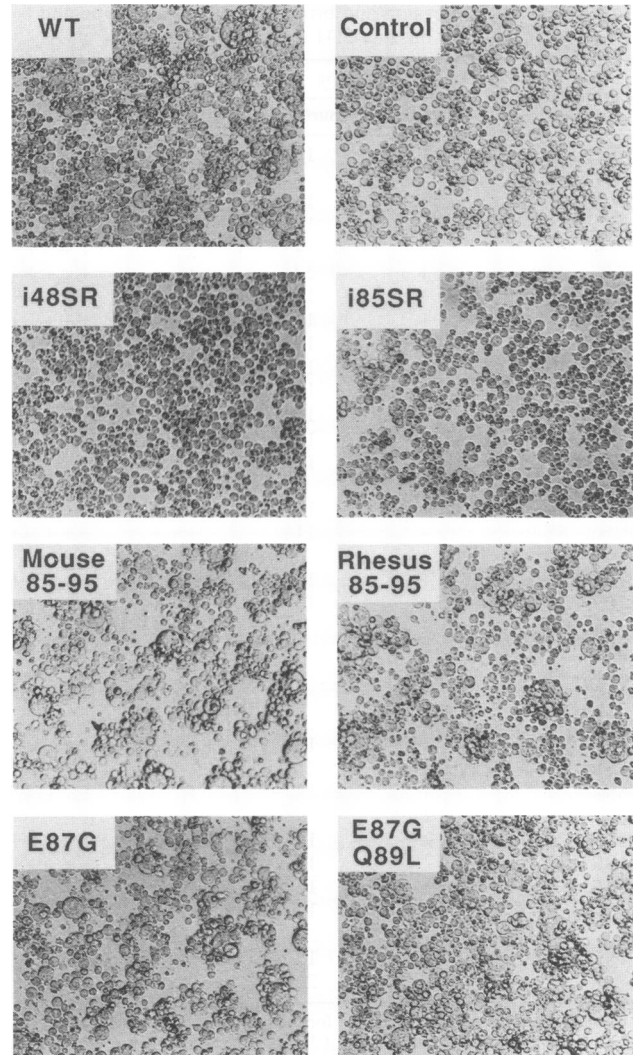 WT
Control
i48SR
i85SR
Mouse
85-95
Rhesus
85-95
E87G
E87G
Q89L